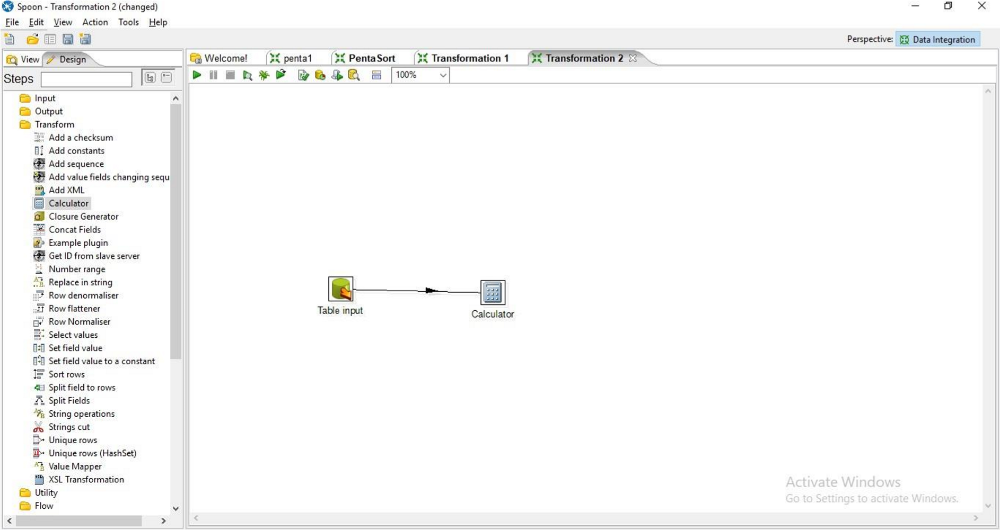 Spoon - Transformation 2 (changed)
File Edit View Action Tools Help
Perspective: Data Integration
View Design
Welcome! penta1 PentaSort Transformation 1 Transformation 2
Steps
100%
Input
Output
Transform
Add a checksum
Add constants
Add sequence
Add value fields changing sequ
Add XML
Calculator
Closure Generator
Concat Fields
Example plugin
Get ID from slave server
Number range
Replace in string
Row denormaliser
Row flattener
Row Normaliser
Select values
Set field value
Set field value to a constant
Sort rows
Split field to rows
Split Fields
String operations
Strings cut
Unique rows
Unique rows (HashSet)
Value Mapper
XSL Transformation
Utility
Flow
Table input
Calculator
Activate Windows
Go to Settings to activate Windows.